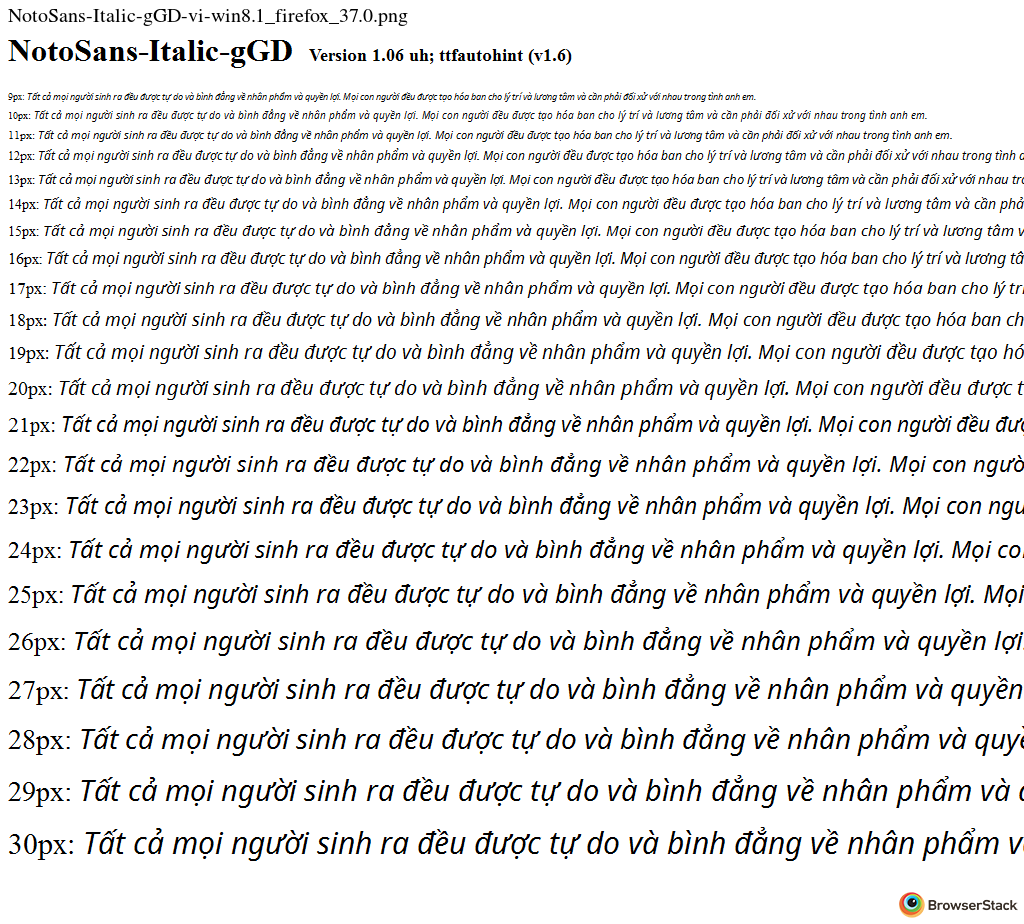 NotoSans-Italic-gGD-vi-win8.1_firefox_37.0.png
NotoSans-Italic-gGD Version 1.06 uh; ttfautohint (v1.6)
9px: Tất cả mọi người sinh ra đều được tự do và bình đẳng về nhân phẩm và quyền lợi. Mọi con người đều được tạo hóa ban cho lý trí và lương tâm và cần phải đối xử với nhau trong tình anh em.
10px: Tất cả mọi người sinh ra đều được tự do và bình đẳng về nhân phẩm và quyền lợi. Mọi con người đều được tạo hóa ban cho lý trí và lương tâm và cần phải đối xử với nhau trong tình anh em.
11px: Tất cả mọi người sinh ra đều được tự do và bình đẳng về nhân phẩm và quyền lợi. Mọi con người đều được tạo hóa ban cho lý trí và lương tâm và cần phải đối xử với nhau trong tình anh em.
12px: Tất cả mọi người sinh ra đều được tự do và bình đẳng về nhân phẩm và quyền lợi. Mọi con người đều được tạo hóa ban cho lý trí và lương tâm và cần phải đối xử với nhau trong tình
13px: Tất cả mọi người sinh ra đều được tự do và bình đẳng về nhân phẩm và quyền lợi. Mọi con người đều được tạo hóa ban cho lý trí và lương tâm và cần phải đối xử với nhau
14px: Tất cả mọi người sinh ra đều được tự do và bình đẳng về nhân phẩm và quyền lợi. Mọi con người đều được tạo hóa ban cho lý trí và lương tâm và cần
15px: Tất cả mọi người sinh ra đều được tự do và bình đẳng về nhân phẩm và quyền lợi. Mọi con người đều được tạo hóa ban cho lý trí và lương tâm
16px: Tất cả mọi người sinh ra đều được tự do và bình đẳng về nhân phẩm và quyền lợi. Mọi con người đều được tạo hóa ban cho lý trí và lương
17px: Tất cả mọi người sinh ra đều được tự do và bình đẳng về nhân phẩm và quyền lợi. Mọi con người đều được tạo hóa ban cho lý
18px: Tất cả mọi người sinh ra đều được tự do và bình đẳng về nhân phẩm và quyền lợi. Mọi con người đều được tạo hóa ban
19px: Tất cả mọi người sinh ra đều được tự do và bình đẳng về nhân phẩm và quyền lợi. Mọi con người đều được tạo
20px: Tất cả mọi người sinh ra đều được tự do và bình đẳng về nhân phẩm và quyền lợi. Mọi con người đều được
21px: Tất cả mọi người sinh ra đều được tự do và bình đẳng về nhân phẩm và quyền lợi. Mọi con người đều
22px: Tất cả mọi người sinh ra đều được tự do và bình đẳng về nhân phẩm và quyền lợi. Mọi con
23px: Tất cả mọi người sinh ra đều được tự do và bình đẳng về nhân phẩm và quyền lợi. Mọi con
24px: Tất cả mọi người sinh ra đều được tự do và bình đẳng về nhân phẩm và quyền lợi. Mọi
25px: Tất cả mọi người sinh ra đều được tự do và bình đẳng về nhân phẩm và quyền lợi. Mọi
26px: Tất cả mọi người sinh ra đều được tự do và bình đẳng về nhân phẩm và quyền lợi.
27px: Tất cả mọi người sinh ra đều được tự do và bình đẳng về nhân phẩm và quyền
28px: Tất cả mọi người sinh ra đều được tự do và bình đẳng về nhân phẩm và
29px: Tất cả mọi người sinh ra đều được tự do và bình đẳng về nhân phẩm và
30px: Tất cả mọi người sinh ra đều được tự do và bình đẳng về nhân phẩm
BrowserStack